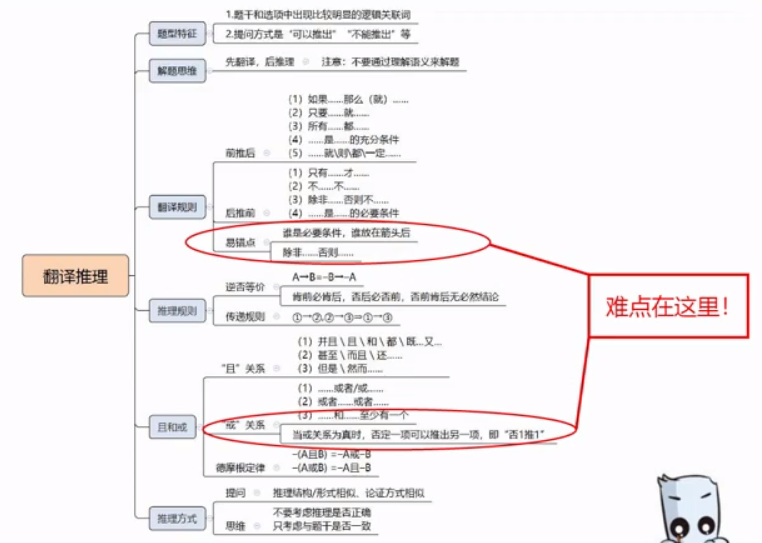 题型特征
1.题干和选项中出现比较明显的逻辑关联词
2.提问方式是“可以推出” “不能推出”等
解题思维
先翻译，后推理
注意：不要通过理解语义来解题
翻译推理
翻译规则
前推后
(1) 如果……那么（就）……
(2) 只要……就……
(3) 所有……都……
(4) ……是……的充分条件
(5) ……就\则\都\一定……
后推前
(1) 只有……才……
(2) 不……不……
(3) 除非……否则不……
(4) ……是……的必要条件
易错点
谁是必要条件，谁放在箭头后
除非……否则……
推理规则
逆否等价
A→B=–B→–A
肯前必肯后，否后必否前，否前肯后无必然结论
传递规则
①→②,②→③⇒①→③
且和或
“且”关系
(1) 并且\且\和\都\既…又…
(2) 甚至\而且\还……
(3) 但是\然而……
“或”关系
(1) ……或者/或……
(2) 或者……或者……
(3) ……和……至少有一个
当或关系为真时，否定一项可以推出另一项，即“否1推1”
德摩根定律
–(A且B) =–A或–B
–(A或B) =–A且–B
推理方式
提问
推理结构/形式相似、论证方式相似
思维
不要考虑推理是否正确
只考虑与题干是否一致
难点在这里！